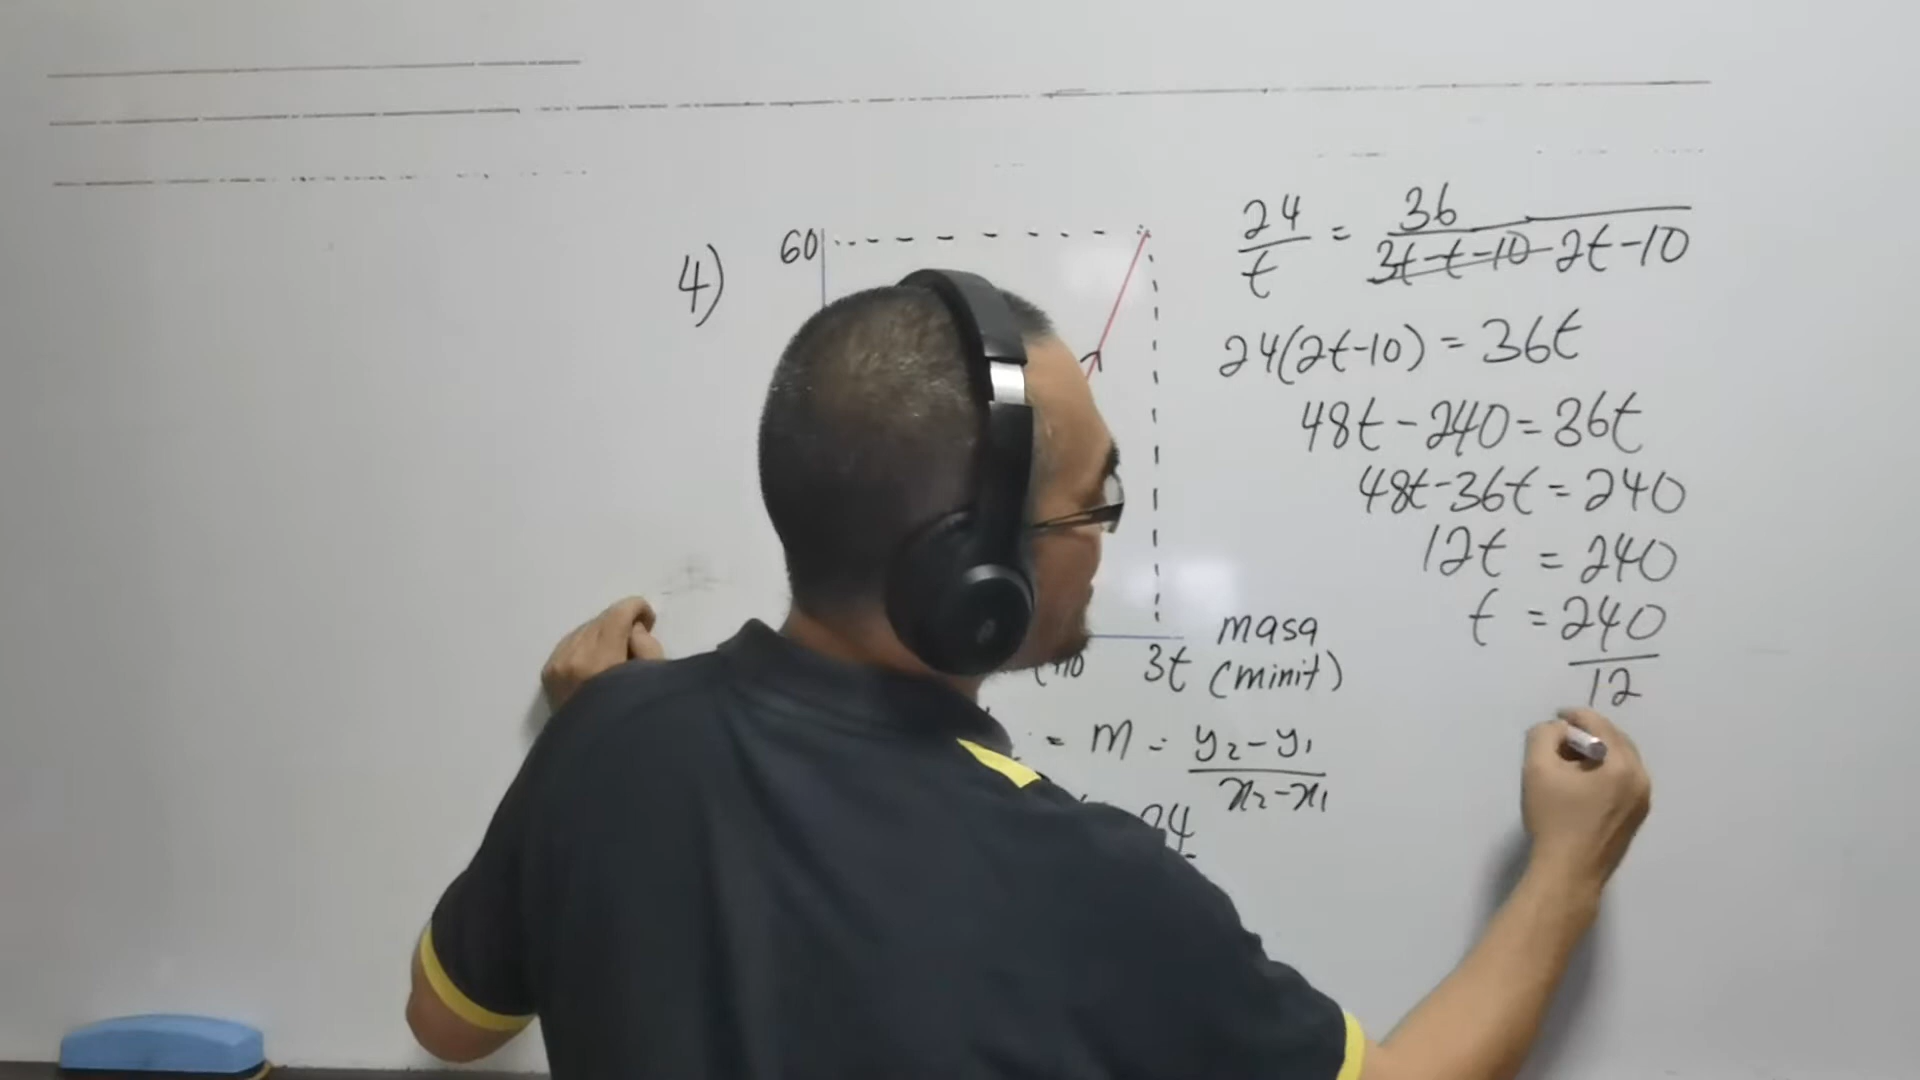 4)
60
3t
masa
(minit)
= m = y₂-y₁ / x₂-x₁
24
24/t = 36 / 3t-t-10 2t-10
24(2t-10) = 36t
48t - 240 = 36t
48t-36t = 240
12t = 240
t = 240/12